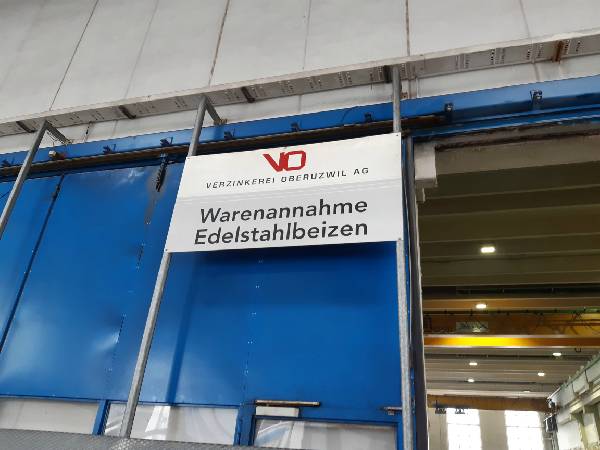 VO
VERZINKEREI OBERUZWIL AG
Warenannahme
Edelstahlbeizen